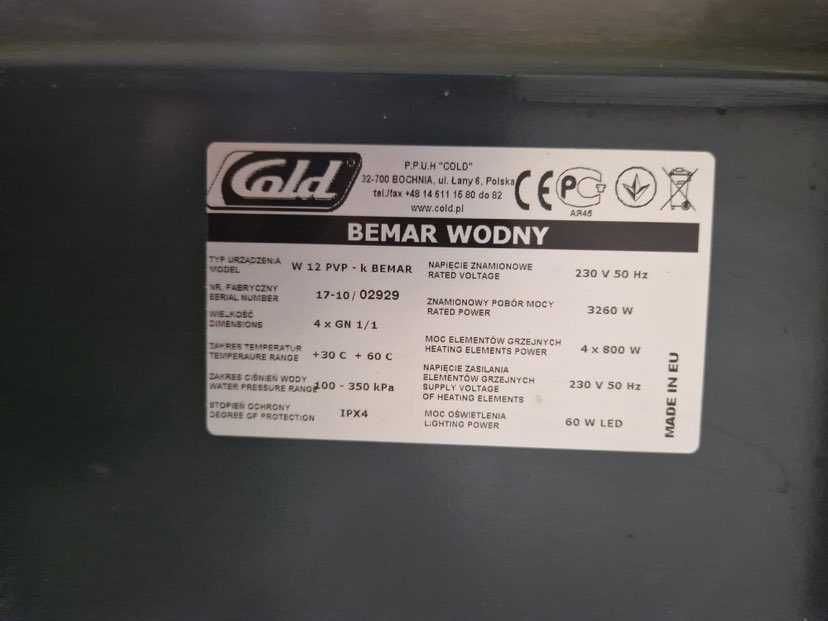 Cold®
P.P.U.H "COLD"
32-700 BOCHNIA, ul. Łany 6, Polska
tel./fax +48 14 611 15 80 do 82
www.cold.pl
CE
PG
AR45
BEMAR WODNY
TYP URZĄDZENIA
MODEL
W 12 PVP - k BEMAR
NR. FABRYCZNY
SERIAL NUMBER
17-10/ 02929
WIELKOŚĆ
DIMENSIONS
4 x GN 1/1
ZAKRES TEMPERATUR
TEMPERAURE RANGE
+30 C + 60 C
ZAKRES CIŚNIEŃ WODY
WATER PRESSURE RANGE
100 - 350 kPa
STOPIEŃ OCHRONY
DEGREE OF PROTECTION
IPX4
NAPIĘCIE ZNAMIONOWE
RATED VOLTAGE
230 V 50 Hz
ZNAMIONOWY POBÓR MOCY
RATED POWER
3260 W
MOC ELEMENTÓW GRZEJNYCH
HEATING ELEMENTS POWER
4 x 800 W
NAPIĘCIE ZASILANIA
ELEMENTÓW GRZEJNYCH
SUPPLY VOLTAGE
OF HEATING ELEMENTS
230 V 50 Hz
MOC OŚWIETLENIA
LIGHTING POWER
60 W LED
MADE IN EU